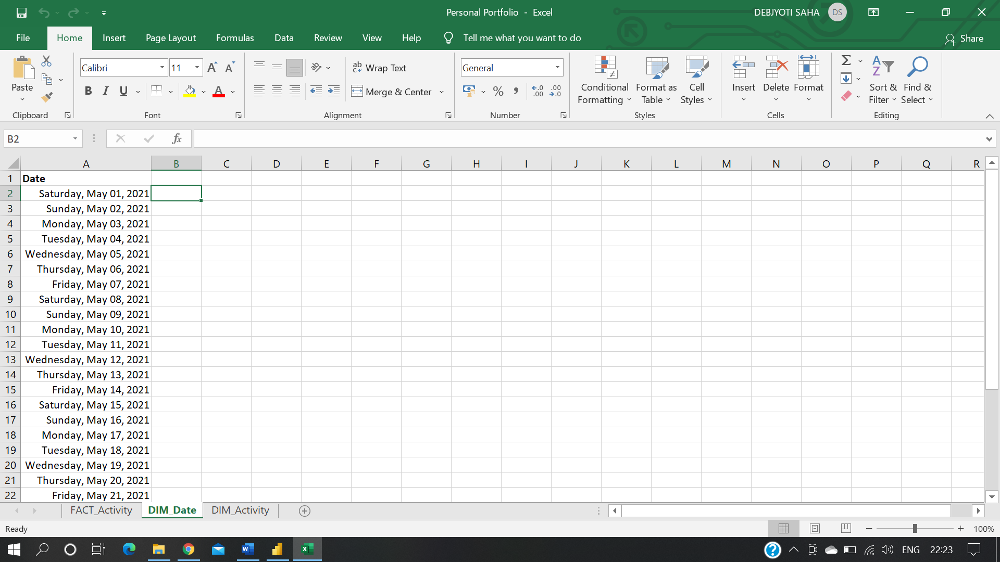 Personal Portfolio - Excel
DEBJYOTI SAHA DS
File Home Insert Page Layout Formulas Data Review View Help Tell me what you want to do Share
Paste
Clipboard
Calibri 11 A A
B I U A
Font
ab Wrap Text
Merge & Center
Alignment
General
% , .0 .00 .00 .0
Number
Conditional Formatting
Format as Table
Cell Styles
Styles
Insert Delete Format
Cells
Σ
Sort & Filter
Find & Select
Editing
B2 fx
A B C D E F G H I J K L M N O P Q R
1 Date
2 Saturday, May 01, 2021
3 Sunday, May 02, 2021
4 Monday, May 03, 2021
5 Tuesday, May 04, 2021
6 Wednesday, May 05, 2021
7 Thursday, May 06, 2021
8 Friday, May 07, 2021
9 Saturday, May 08, 2021
10 Sunday, May 09, 2021
11 Monday, May 10, 2021
12 Tuesday, May 11, 2021
13 Wednesday, May 12, 2021
14 Thursday, May 13, 2021
15 Friday, May 14, 2021
16 Saturday, May 15, 2021
17 Sunday, May 16, 2021
18 Monday, May 17, 2021
19 Tuesday, May 18, 2021
20 Wednesday, May 19, 2021
21 Thursday, May 20, 2021
22 Friday, May 21, 2021
FACT_Activity DIM_Date DIM_Activity
Ready 100%
ENG 22:23